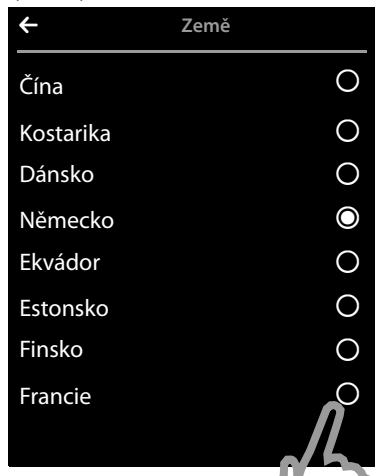 Země
Čína
Kostarika
Dánsko
Německo
Ekvádor
Estonsko
Finsko
Francie